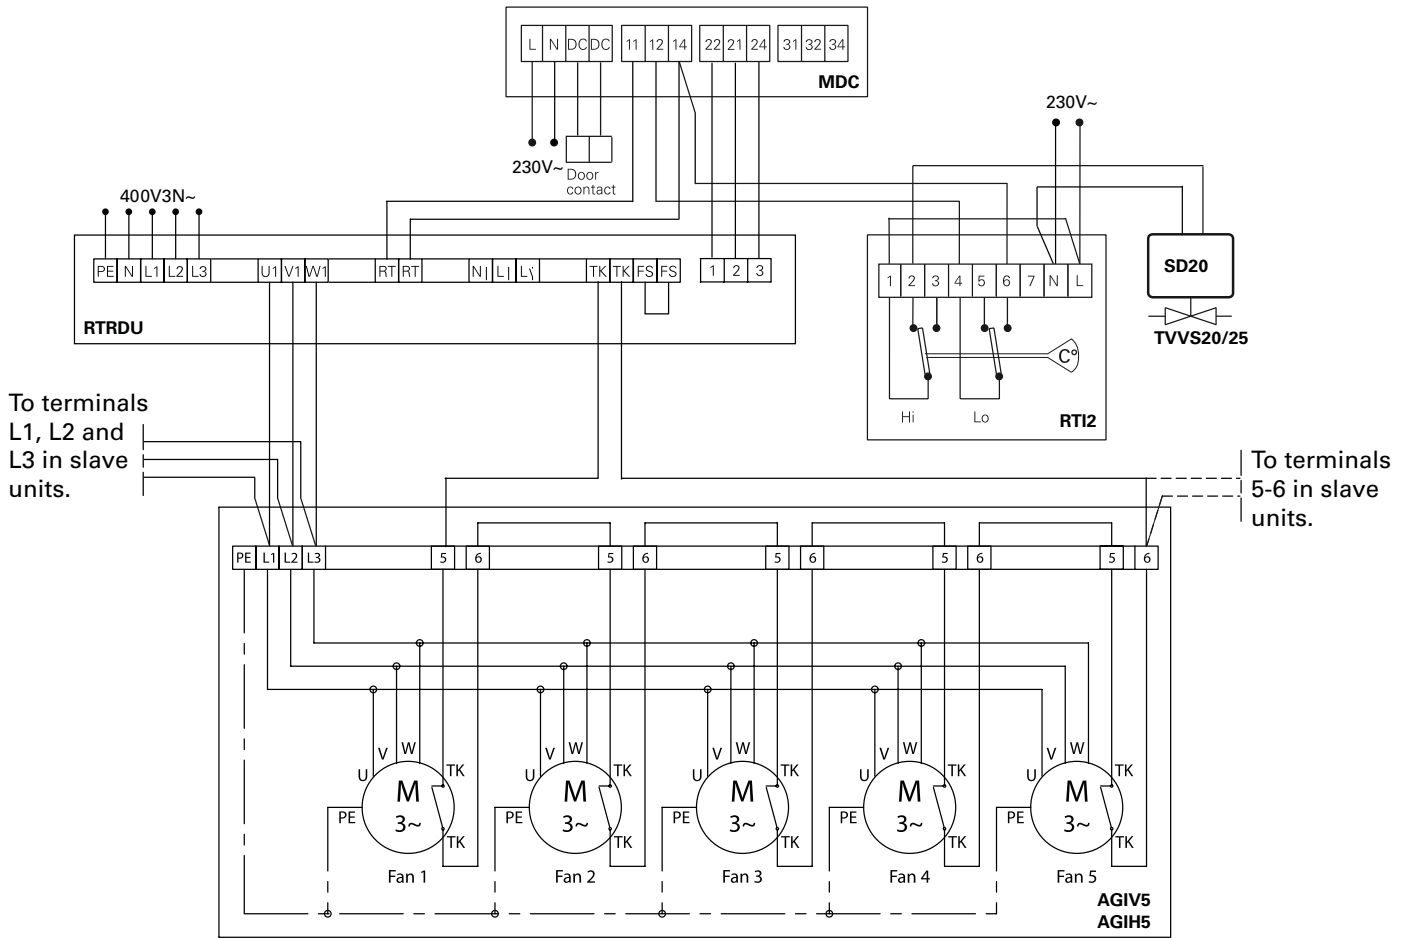 L N DC DC 11 12 14 22 21 24 31 32 34
MDC
230V~
230V~
Door
contact
400V3N~
PE N L1 L2 L3 U1 V1 W1 RT RT N| L| L\ TK TK FS FS 1 2 3
RTRDU
1 2 3 4 5 6 7 N L
C°
Hi Lo
RTI2
SD20
TVVS20/25
To terminals
L1, L2 and
L3 in slave
units.
To terminals
5-6 in slave
units.
PE L1 L2 L3 5 6 5 6 5 6 5 6 5 6
U V W TK U V W TK U V W TK U V W TK U V W TK
M M M M M
3~ 3~ 3~ 3~ 3~
PE PE PE PE PE
TK TK TK TK TK
Fan 1 Fan 2 Fan 3 Fan 4 Fan 5
AGIV5
AGIH5